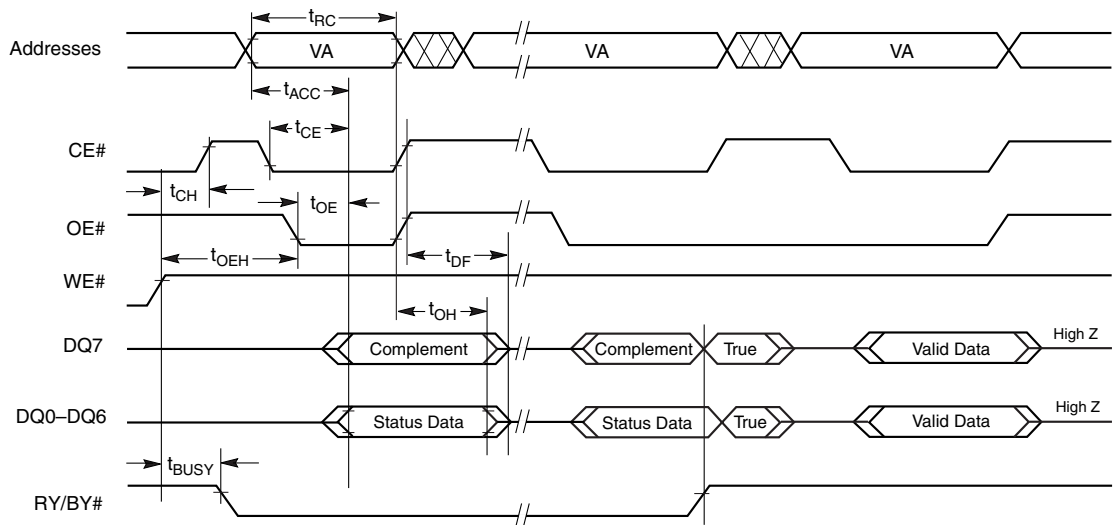 tRC
Addresses VA VA VA
tACC
tCE
CE#
tCH tOE
OE#
tOEH tDF
WE#
tOH
DQ7 Complement Complement True Valid Data High Z
DQ0–DQ6 Status Data Status Data True Valid Data High Z
tBUSY
RY/BY#